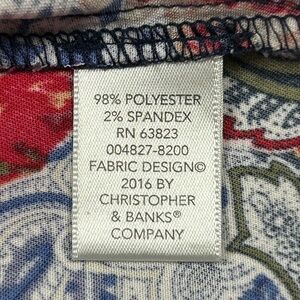 98% POLYESTER
2% SPANDEX
RN 63823
004827-8200
FABRIC DESIGN©
2016 BY
CHRISTOPHER
& BANKS®
COMPANY